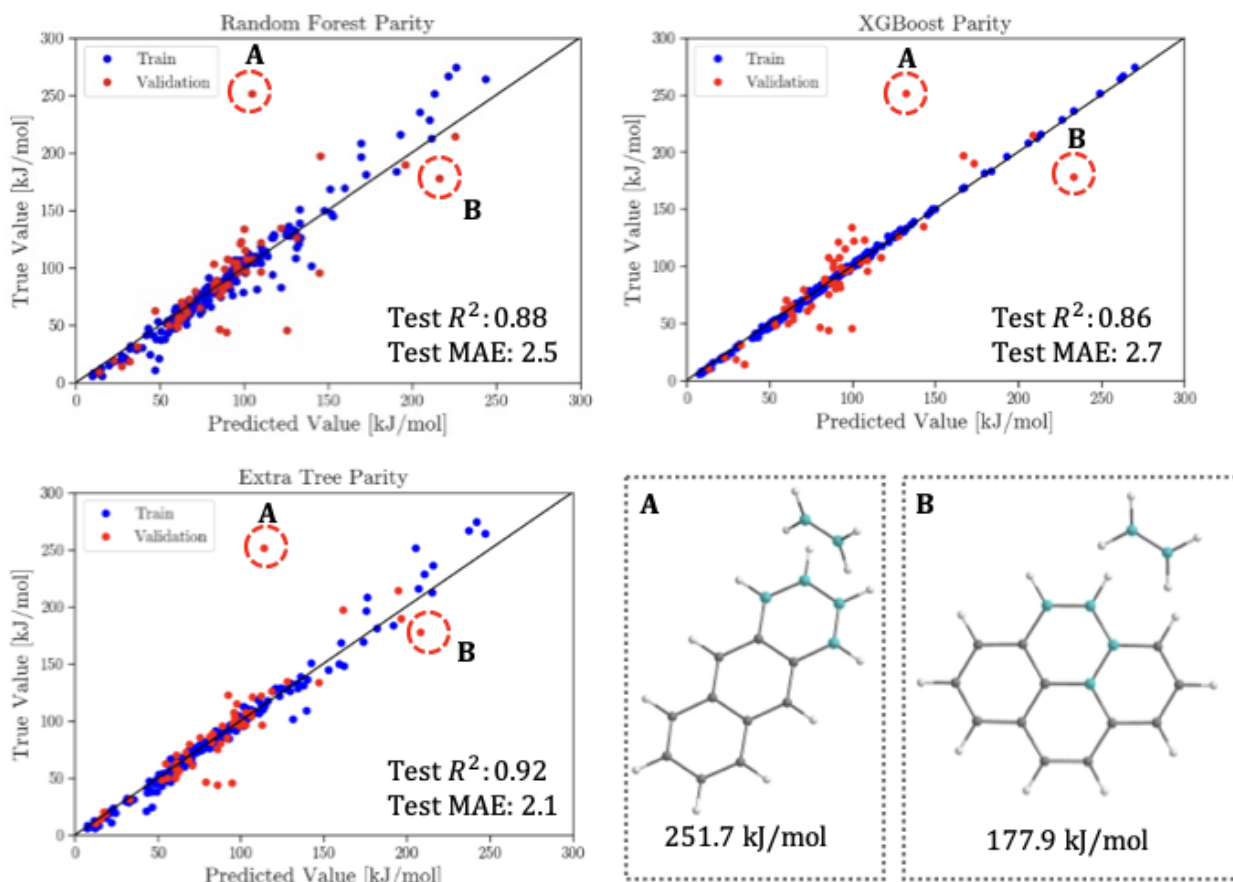 Random Forest Parity
300
250
200
150
100
50
0
True Value [kJ/mol]
Train
Validation
A
B
Test R²: 0.88
Test MAE: 2.5
0 50 100 150 200 250 300
Predicted Value [kJ/mol]
XGBoost Parity
300
250
200
150
100
50
0
True Value [kJ/mol]
Train
Validation
A
B
Test R²: 0.86
Test MAE: 2.7
0 50 100 150 200 250 300
Predicted Value [kJ/mol]
Extra Tree Parity
300
250
200
150
100
50
0
True Value [kJ/mol]
Train
Validation
A
B
Test R²: 0.92
Test MAE: 2.1
0 50 100 150 200 250 300
Predicted Value [kJ/mol]
A
251.7 kJ/mol
B
177.9 kJ/mol